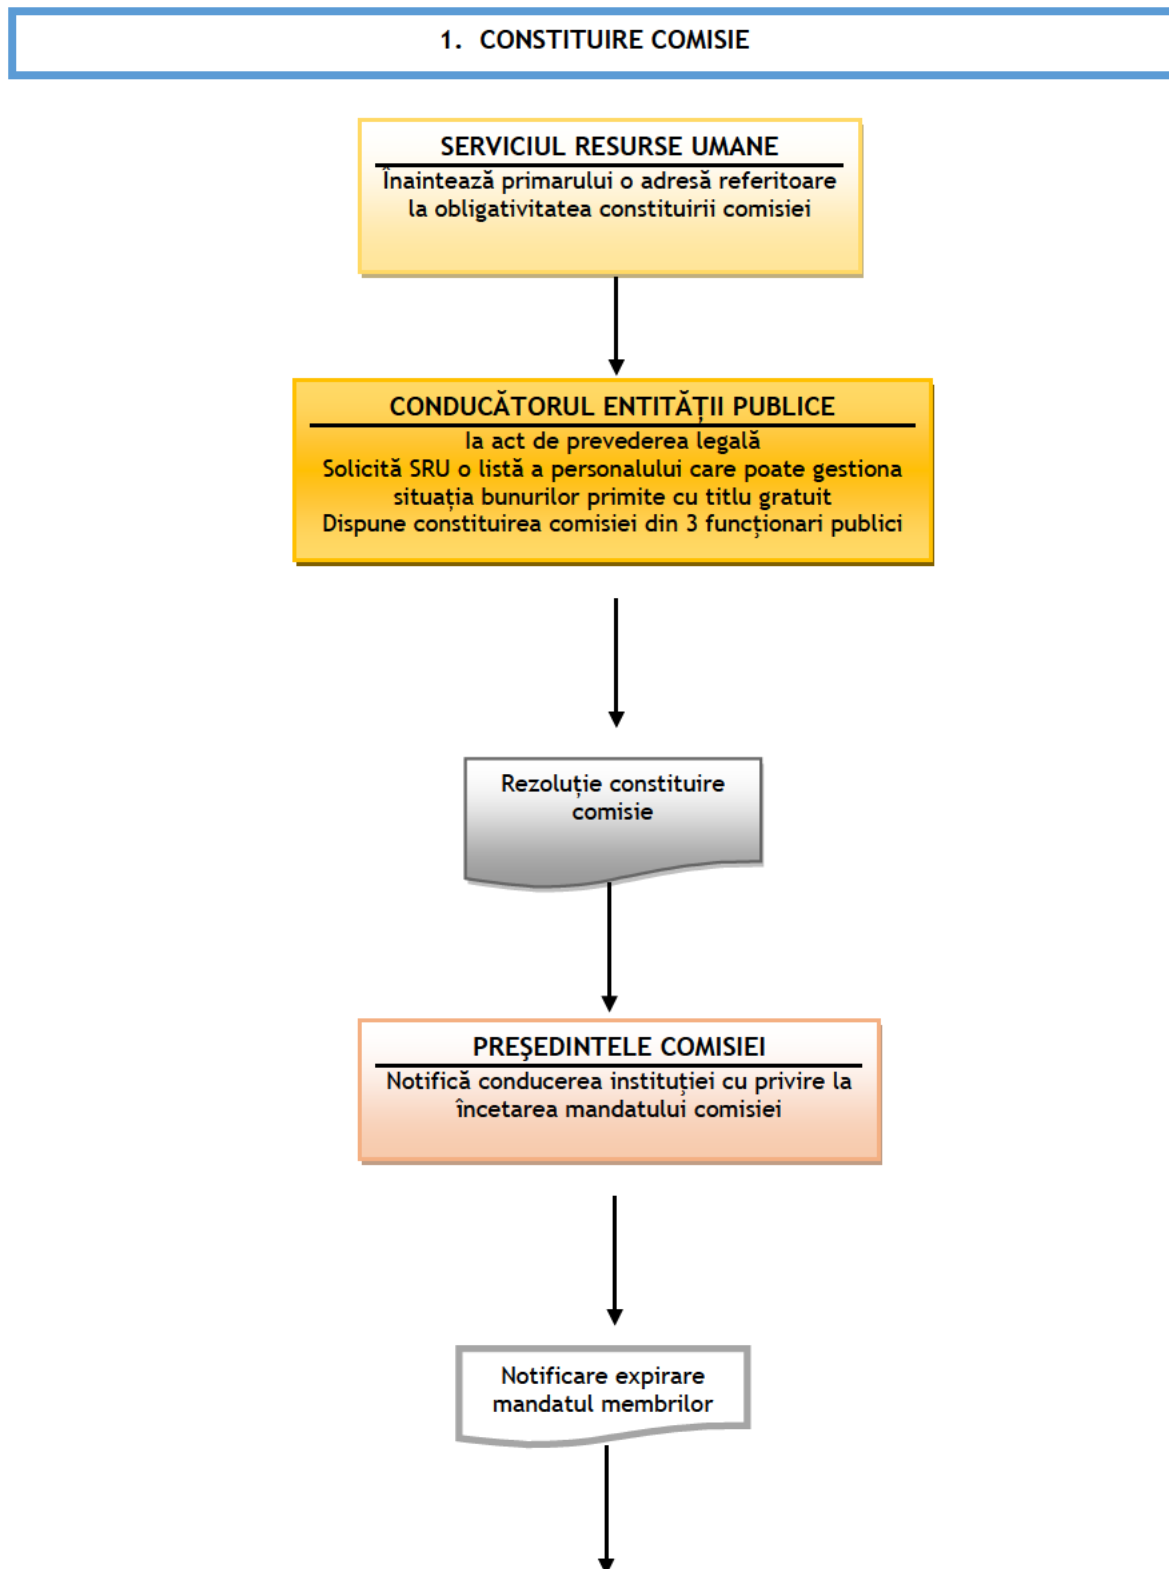 1. CONSTITUIRE COMISIE
SERVICIUL RESURSE UMANE
Înaintează primarului o adresă referitoare
la obligativitatea constituirii comisiei
CONDUCĂTORUL ENTITĂȚII PUBLICE
Ia act de prevederea legală
Solicită SRU o listă a personalului care poate gestiona
situația bunurilor primite cu titlu gratuit
Dispune constituirea comisiei din 3 funcţionari publici
Rezoluție constituire
comisie
PREŞEDINTELE COMISIEI
Notifică conducerea instituţiei cu privire la
încetarea mandatului comisiei
Notificare expirare
mandatul membrilor